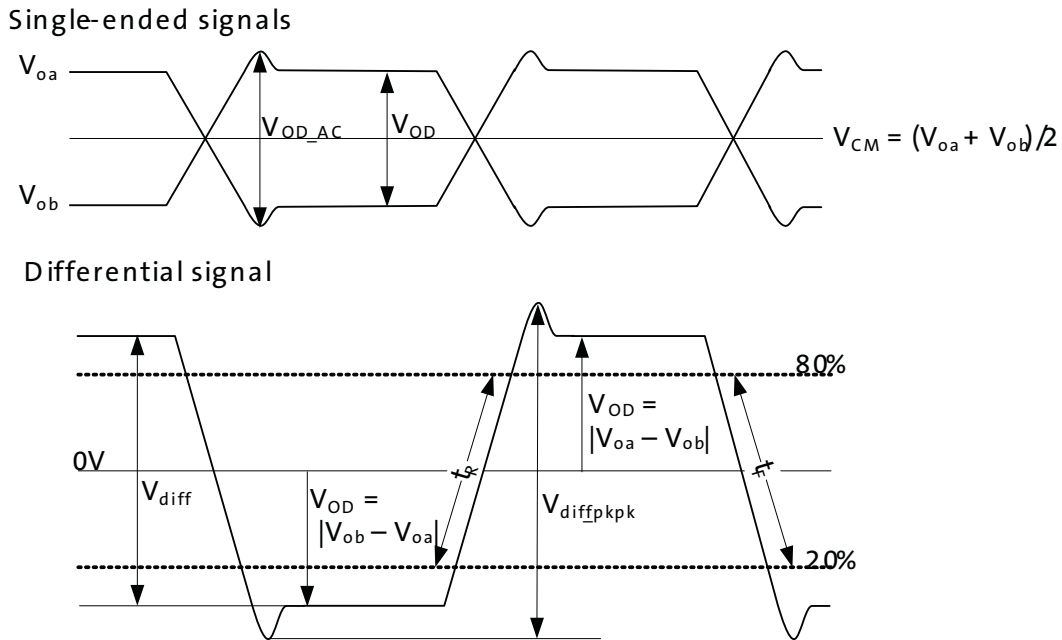 Single-ended signals
Voa
VOD_AC
VOD
VCM = (Voa + Vob)/2
Vob
Differential signal
80%
VOD =
|Voa – Vob|
0V
tR
tF
Vdiff
VOD =
|Vob – Voa|
Vdiff_pkpk
20%